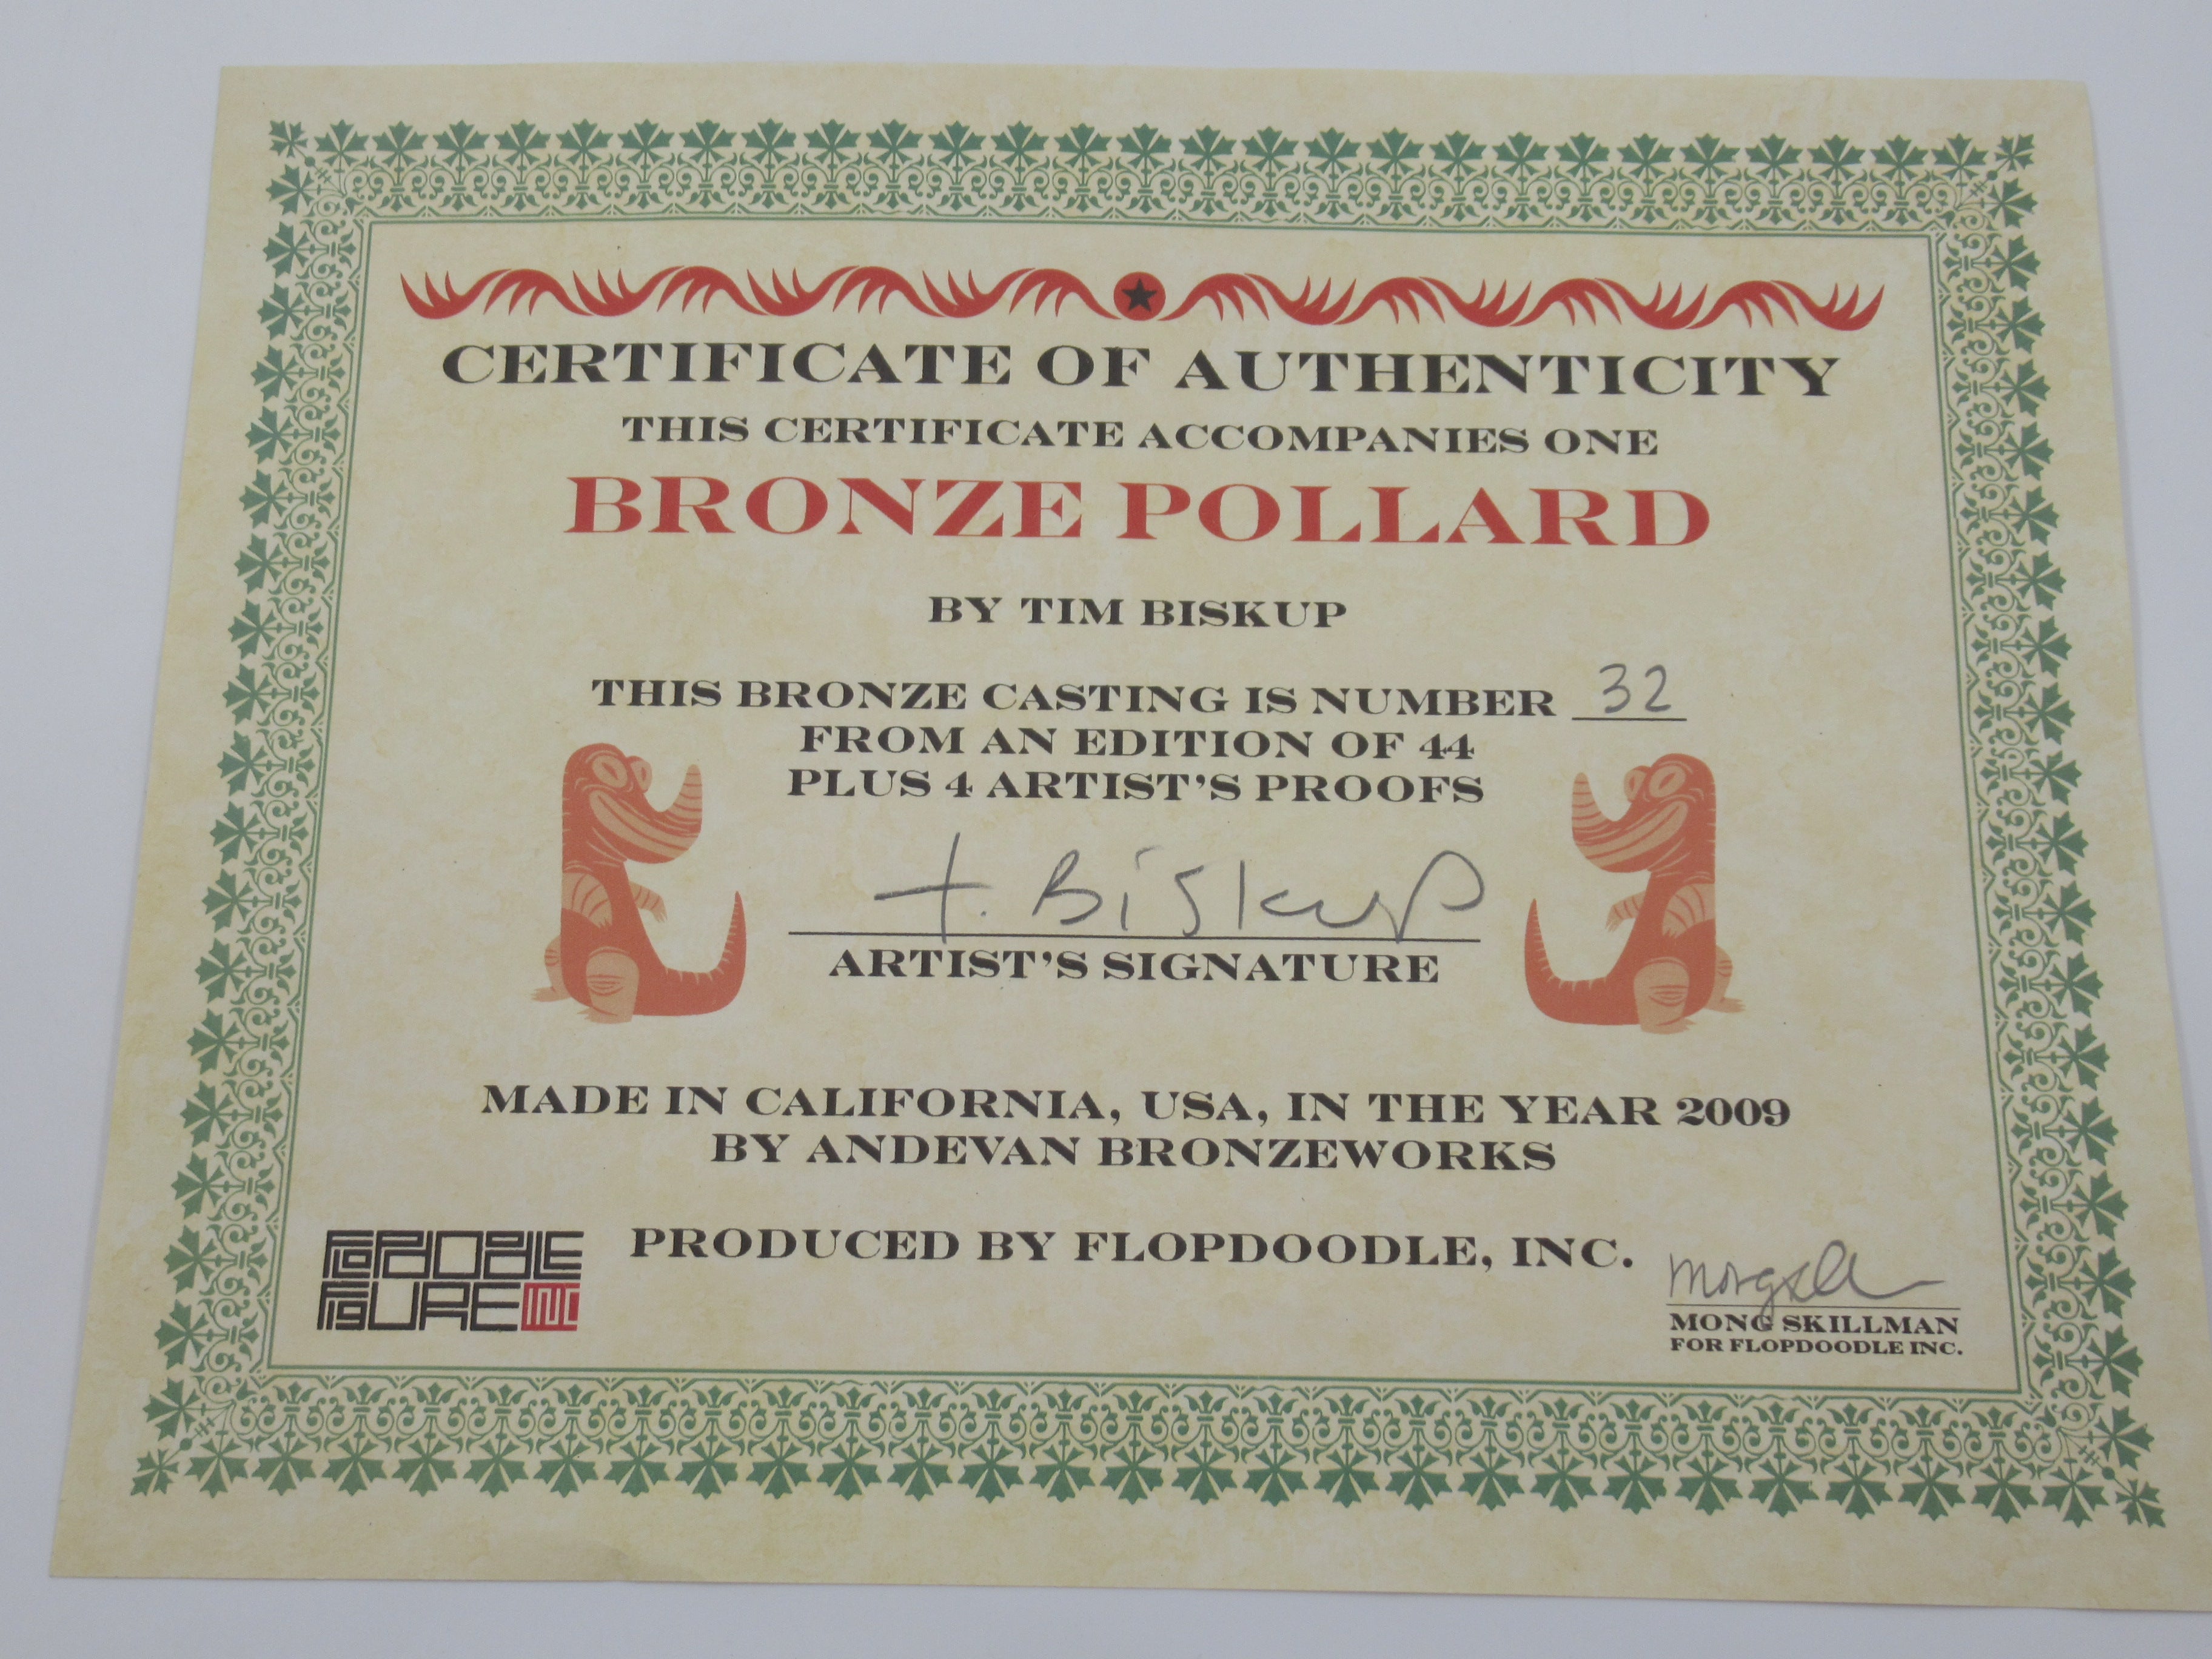 CERTIFICATE OF AUTHENTICITY
THIS CERTIFICATE ACCOMPANIES ONE
BRONZE POLLARD
BY TIM BISKUP
THIS BRONZE CASTING IS NUMBER 32
FROM AN EDITION OF 44
PLUS 4 ARTIST'S PROOFS
t. Biskup
ARTIST'S SIGNATURE
MADE IN CALIFORNIA, USA, IN THE YEAR 2009
BY ANDEVAN BRONZEWORKS
PRODUCED BY FLOPDOODLE, INC.
FLOPDOODLE
FIGURE INC
MONG SKILLMAN
FOR FLOPDOODLE INC.